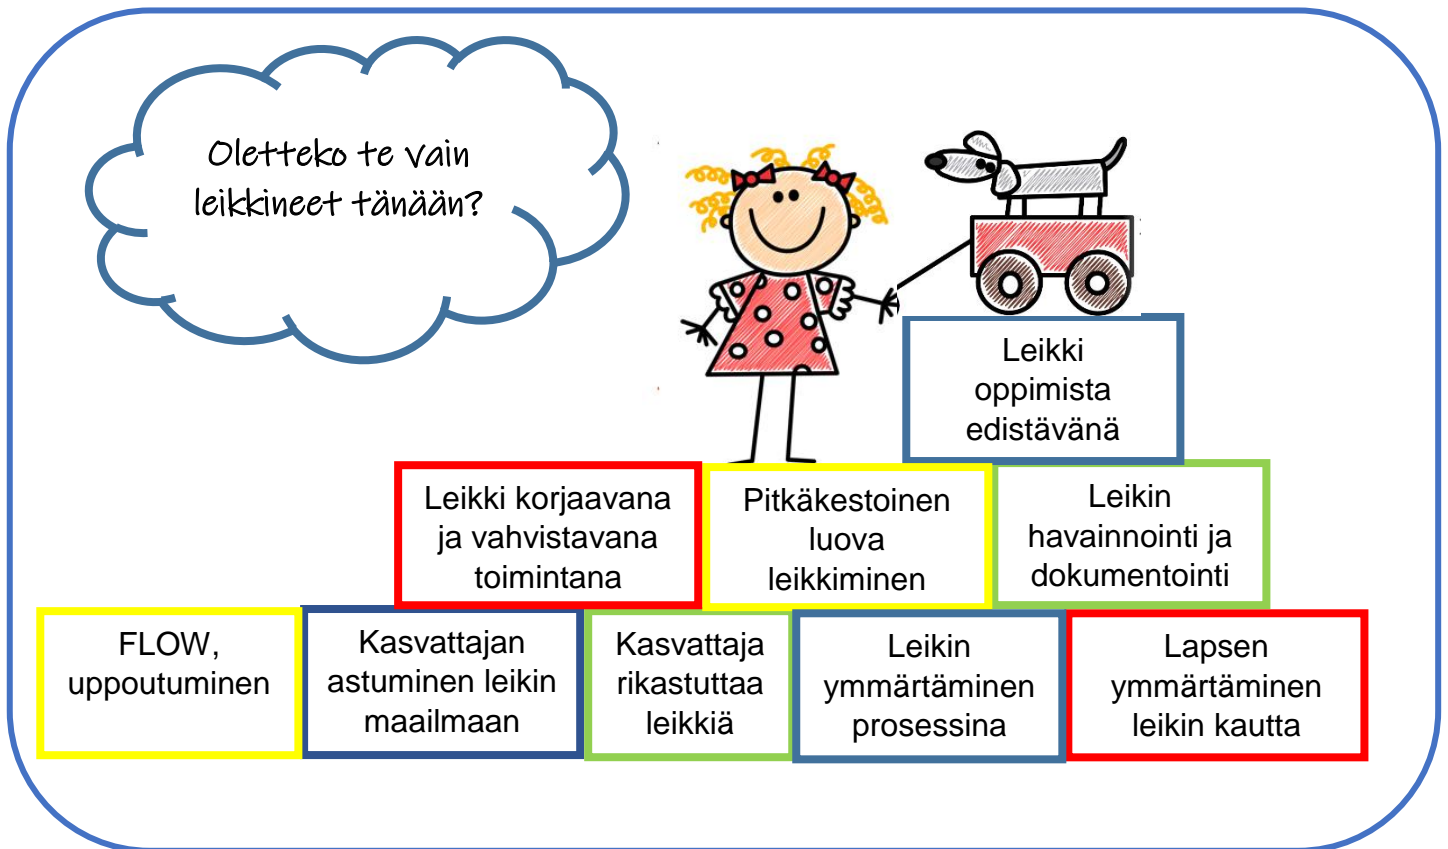 Oletteko te vain
leikkineet tänään?
Leikki
oppimista
edistävänä
Leikki korjaavana
ja vahvistavana
toimintana
Pitkäkestoinen
luova
leikkiminen
Leikin
havainnointi ja
dokumentointi
FLOW,
uppoutuminen
Kasvattajan
astuminen leikin
maailmaan
Kasvattaja
rikastuttaa
leikkiä
Leikin
ymmärtäminen
prosessina
Lapsen
ymmärtäminen
leikin kautta